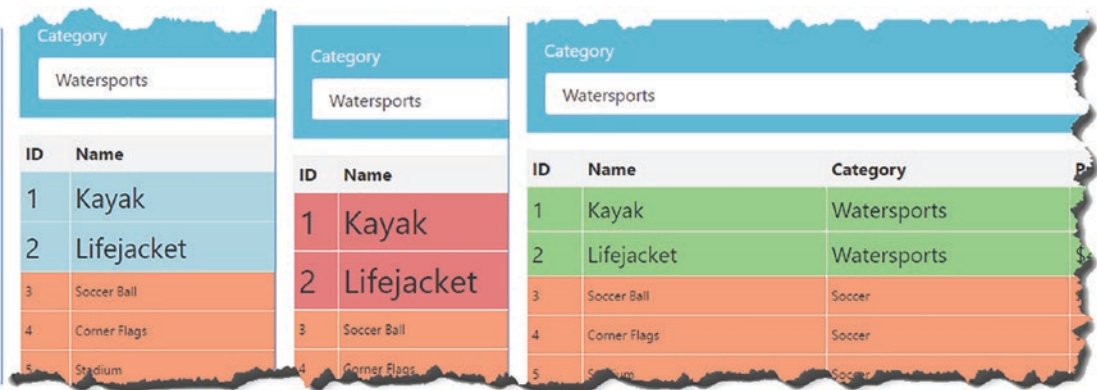 Category
Watersports
ID Name
1 Kayak
2 Lifejacket
3 Soccer Ball
4 Corner Flags
5 Stadium
Category
Watersports
ID Name
1 Kayak
2 Lifejacket
3 Soccer Ball
4 Corner Flags
Category
Watersports
ID Name Category
1 Kayak Watersports
2 Lifejacket Watersports
3 Soccer Ball Soccer
4 Corner Flags Soccer
5